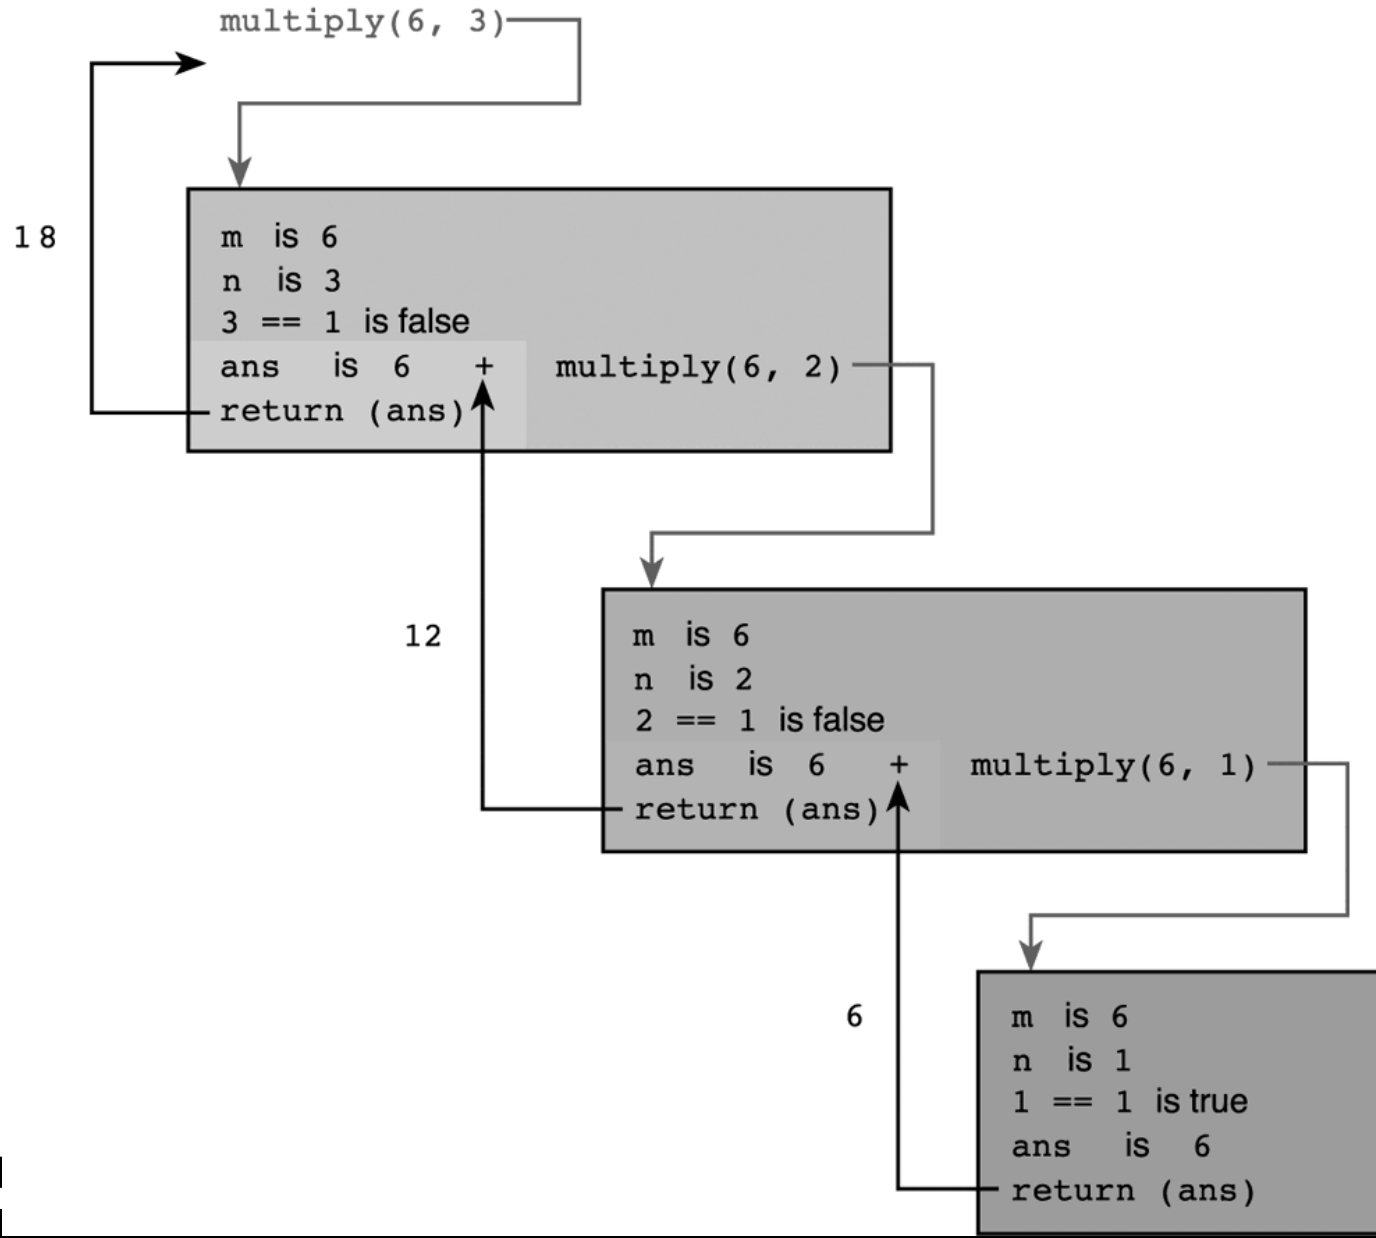 multiply(6, 3)
18
m is 6
n is 3
3 == 1 is false
ans is 6 + multiply(6, 2)
return (ans)
12
m is 6
n is 2
2 == 1 is false
ans is 6 + multiply(6, 1)
return (ans)
6
m is 6
n is 1
1 == 1 is true
ans is 6
return (ans)